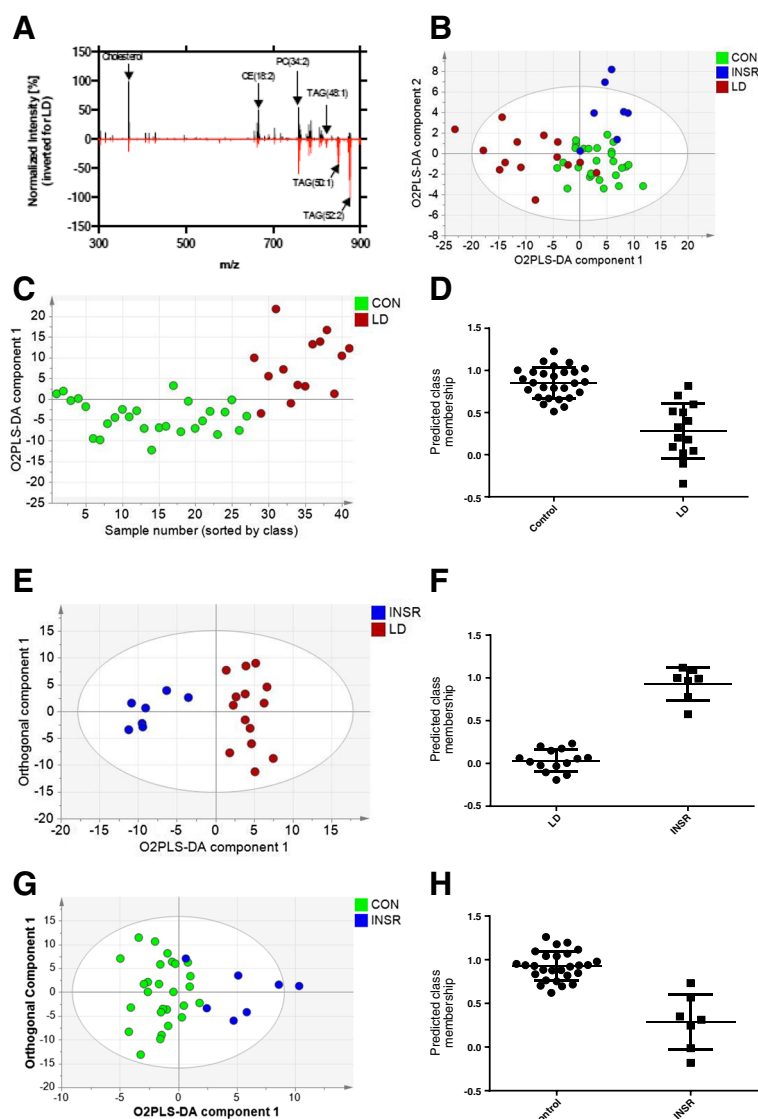 A
Normalized Intensity [%]
(inverted for LD)
150
100
50
0
-50
-100
-150
300
500
700
900
m/z
Cholesterol
CE(18:2)
PC(34:2)
TAG(48:1)
TAG(50:1)
TAG(52:2)
B
CON
INSR
LD
O2PLS-DA component 2
8
6
4
2
0
-2
-4
-6
-8
-25
-20
-15
-10
-5
0
5
10
15
20
O2PLS-DA component 1
C
CON
LD
O2PLS-DA component 1
20
15
10
5
0
-5
-10
-15
-20
-25
5
10
15
20
25
30
35
40
Sample number (sorted by class)
D
Predicted class
membership
1.5
1.0
0.5
0.0
-0.5
Control
LD
E
INSR
LD
Orthogonal component 1
15
10
5
0
-5
-10
-15
-20
-20
-15
-10
-5
0
5
10
15
O2PLS-DA component 1
F
Predicted class
membership
1.5
1.0
0.5
0.0
-0.5
LD
INSR
G
CON
INSR
Orthogonal Component 1
15
10
5
0
-5
-10
-15
-20
-10
-5
0
5
10
O2PLS-DA component 1
H
Predicted class
membership
1.5
1.0
0.5
0.0
-0.5
Control
INSR